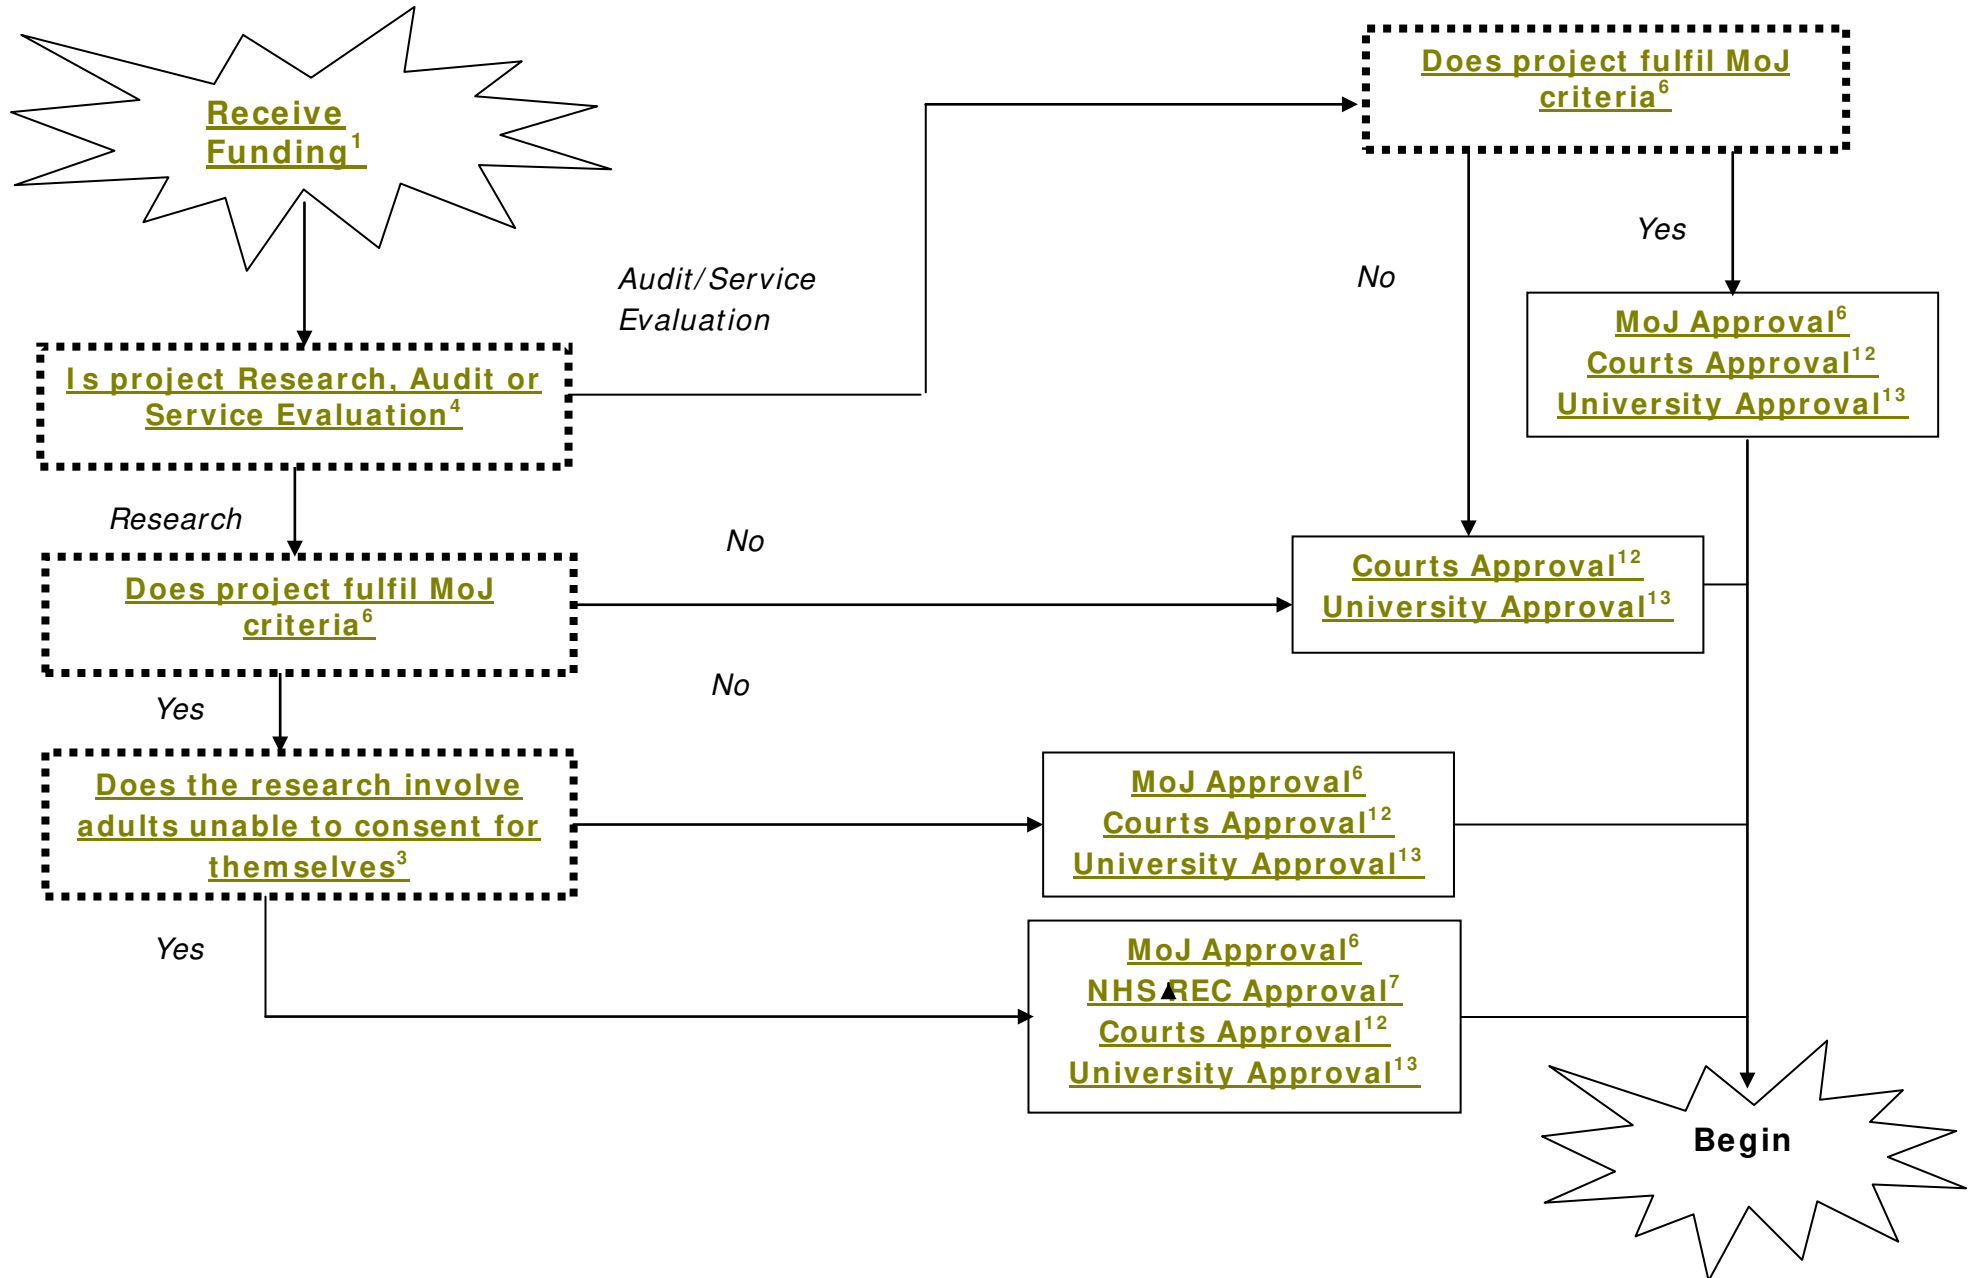 Receive
Funding¹
Does project fulfil MoJ
criteria⁶
Audit/Service
Evaluation
No
Yes
MoJ Approval⁶
Courts Approval¹²
University Approval¹³
Is project Research, Audit or
Service Evaluation⁴
Research
No
Does project fulfil MoJ
criteria⁶
Courts Approval¹²
University Approval¹³
Yes
No
Does the research involve
adults unable to consent for
themselves³
MoJ Approval⁶
Courts Approval¹²
University Approval¹³
Yes
MoJ Approval⁶
NHS REC Approval⁷
Courts Approval¹²
University Approval¹³
Begin